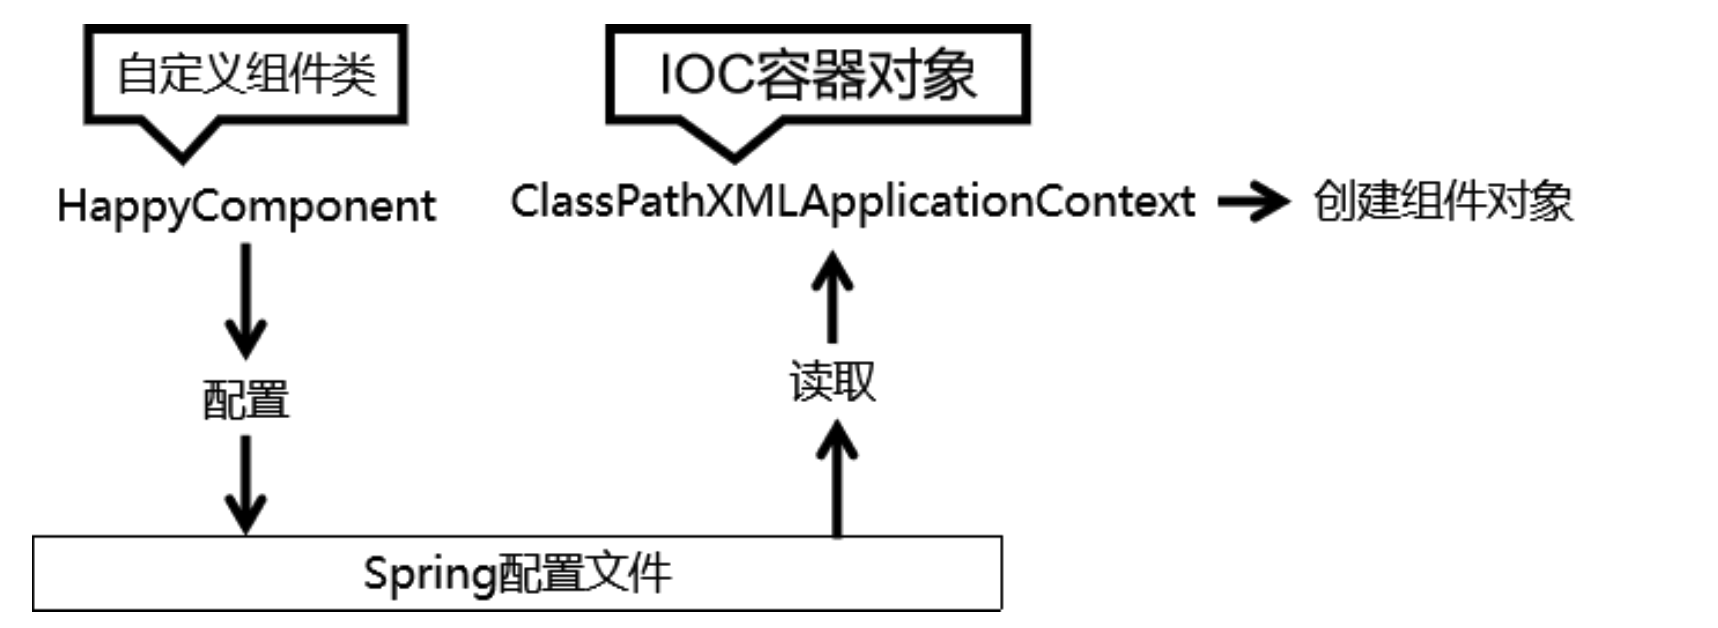 自定义组件类
IOC容器对象
HappyComponent
ClassPathXMLApplicationContext
创建组件对象
配置
读取
Spring配置文件